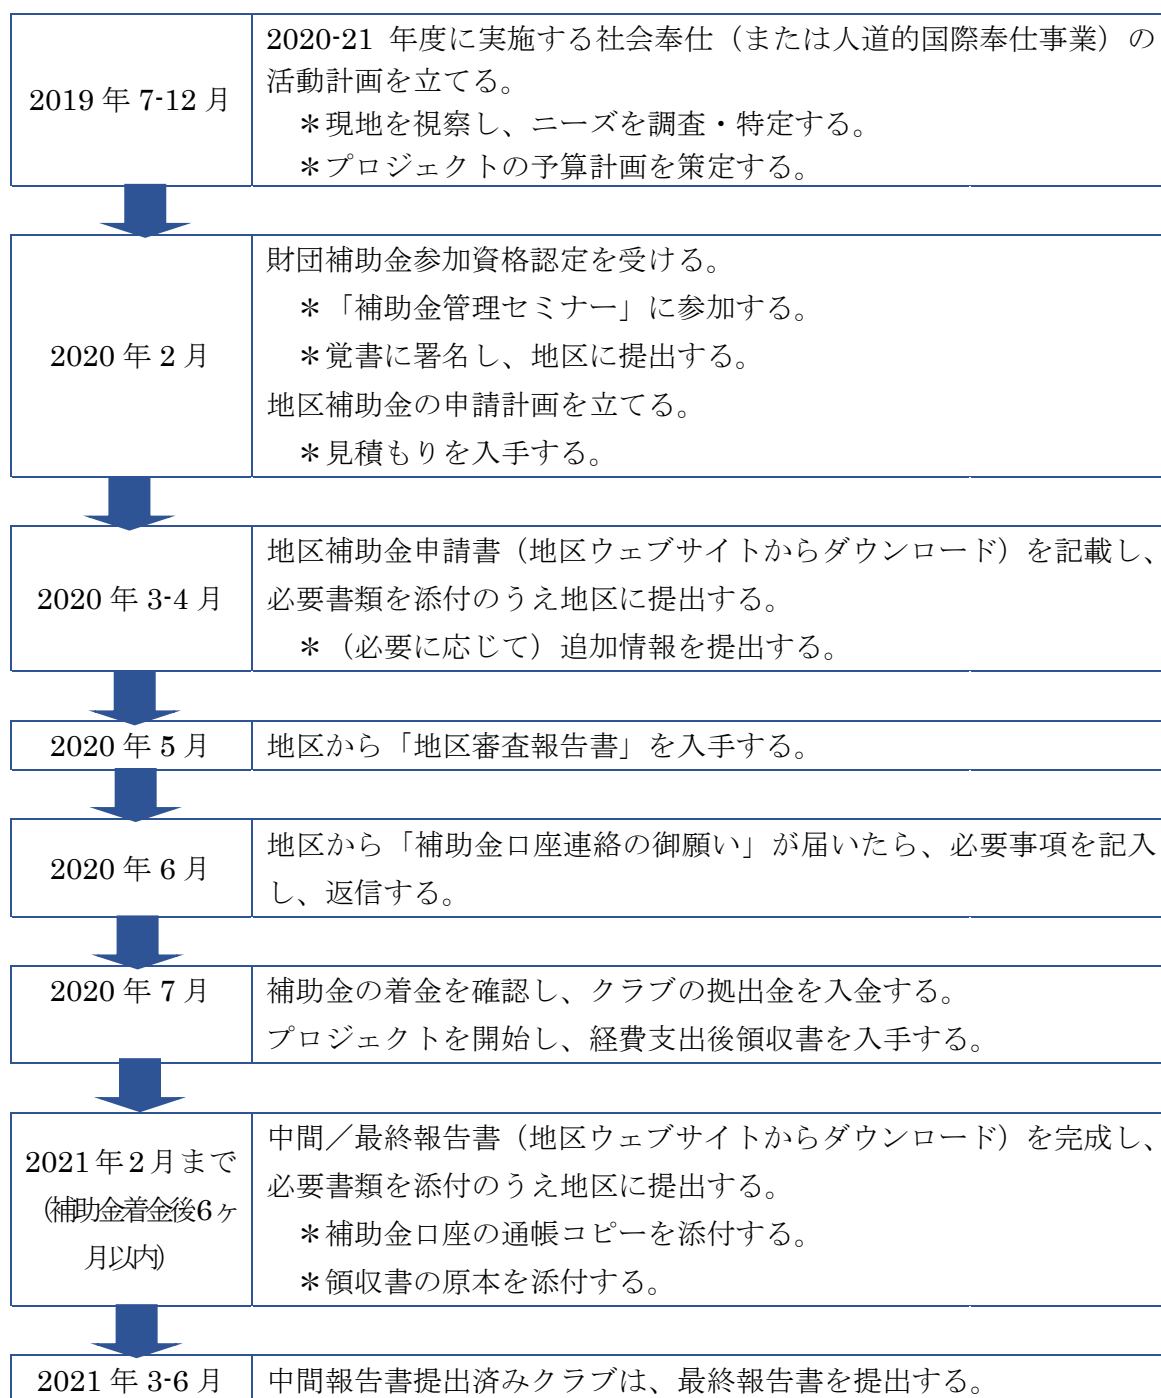 2019 年 7-12 月
2020-21 年度に実施する社会奉仕（または人道的国際奉仕事業）の
活動計画を立てる。
＊現地を視察し、ニーズを調査・特定する。
＊プロジェクトの予算計画を策定する。
2020 年 2 月
財団補助金参加資格認定を受ける。
＊「補助金管理セミナー」に参加する。
＊覚書に署名し、地区に提出する。
地区補助金の申請計画を立てる。
＊見積もりを入手する。
2020 年 3-4 月
地区補助金申請書（地区ウェブサイトからダウンロード）を記載し、
必要書類を添付のうえ地区に提出する。
＊（必要に応じて）追加情報を提出する。
2020 年 5 月
地区から「地区審査報告書」を入手する。
2020 年 6 月
地区から「補助金口座連絡の御願い」が届いたら、必要事項を記入
し、返信する。
2020 年 7 月
補助金の着金を確認し、クラブの拠出金を入金する。
プロジェクトを開始し、経費支出後領収書を入手する。
2021 年 2 月まで
（補助金着金後6ヶ
月以内）
中間／最終報告書（地区ウェブサイトからダウンロード）を完成し、
必要書類を添付のうえ地区に提出する。
＊補助金口座の通帳コピーを添付する。
＊領収書の原本を添付する。
2021 年 3-6 月
中間報告書提出済みクラブは、最終報告書を提出する。